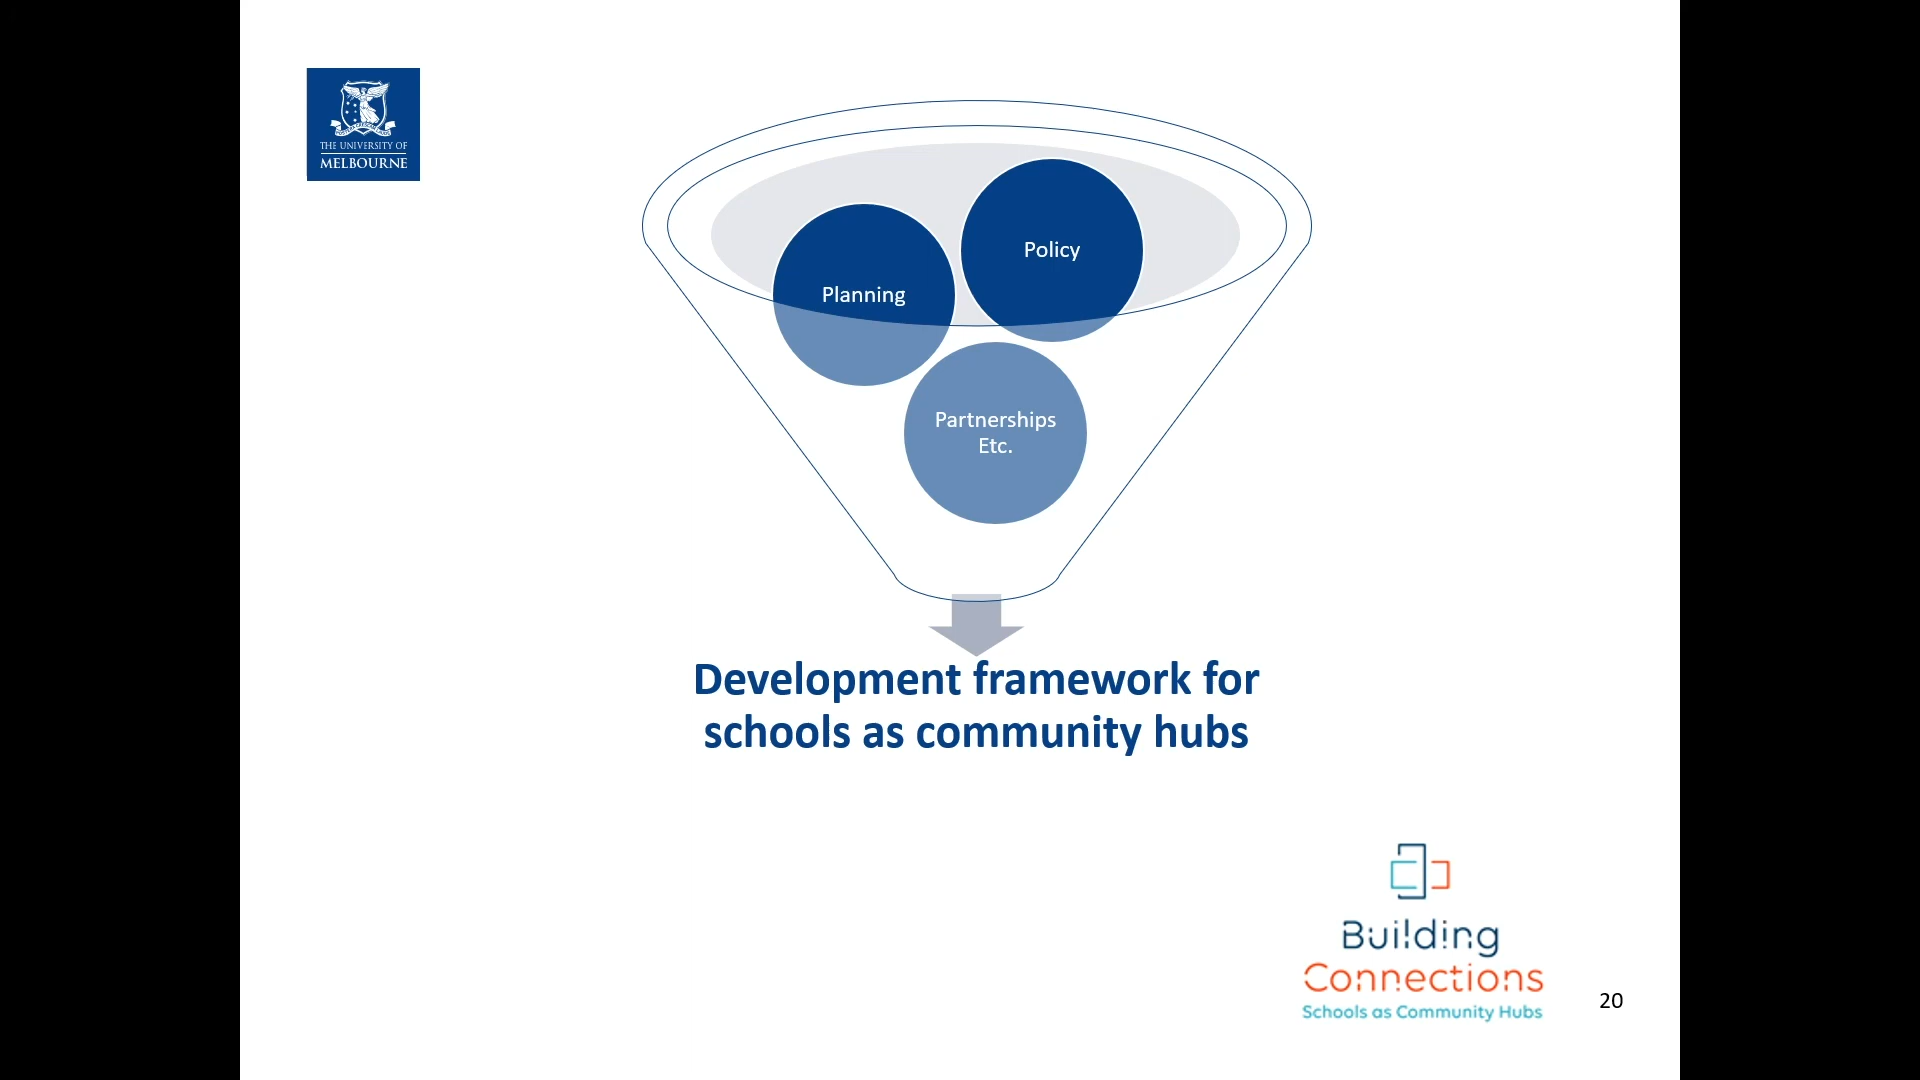 THE UNIVERSITY OF
MELBOURNE
Policy
Planning
Partnerships
Etc.
Development framework for
schools as community hubs
Building
Connections
Schools as Community Hubs
20